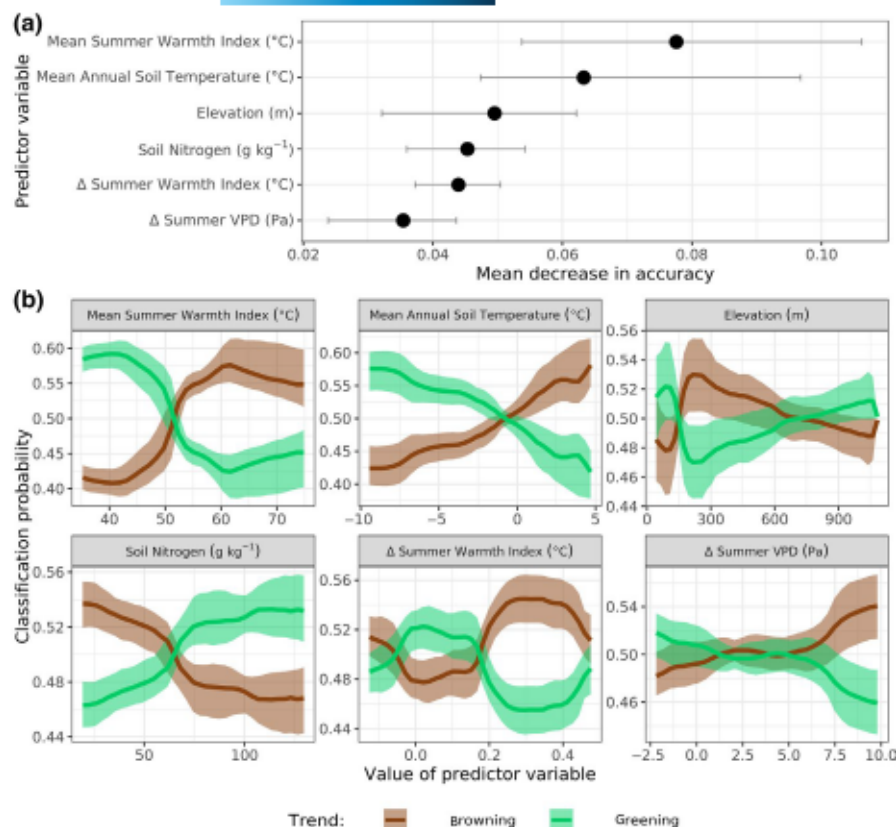 (a)
Predictor variable
Mean Summer Warmth Index (°C)
Mean Annual Soil Temperature (°C)
Elevation (m)
Soil Nitrogen (g kg⁻¹)
Δ Summer Warmth Index (°C)
Δ Summer VPD (Pa)
0.02 0.04 0.06 0.08 0.10
Mean decrease in accuracy
(b)
Classification probability
Mean Summer Warmth Index (°C)
0.60
0.55
0.50
0.45
0.40
40 50 60 70
Mean Annual Soil Temperature (°C)
0.60
0.55
0.50
0.45
0.40
−10 −5 0 5
Elevation (m)
0.56
0.53
0.50
0.47
0.44
0 300 600 900
Soil Nitrogen (g kg⁻¹)
0.56
0.52
0.48
0.44
50 100
Δ Summer Warmth Index (°C)
0.56
0.52
0.48
0.44
0.0 0.2 0.4
Δ Summer VPD (Pa)
0.54
0.50
0.46
−2.5 0.0 2.5 5.0 7.5 10.0
Value of predictor variable
Trend: Browning Greening